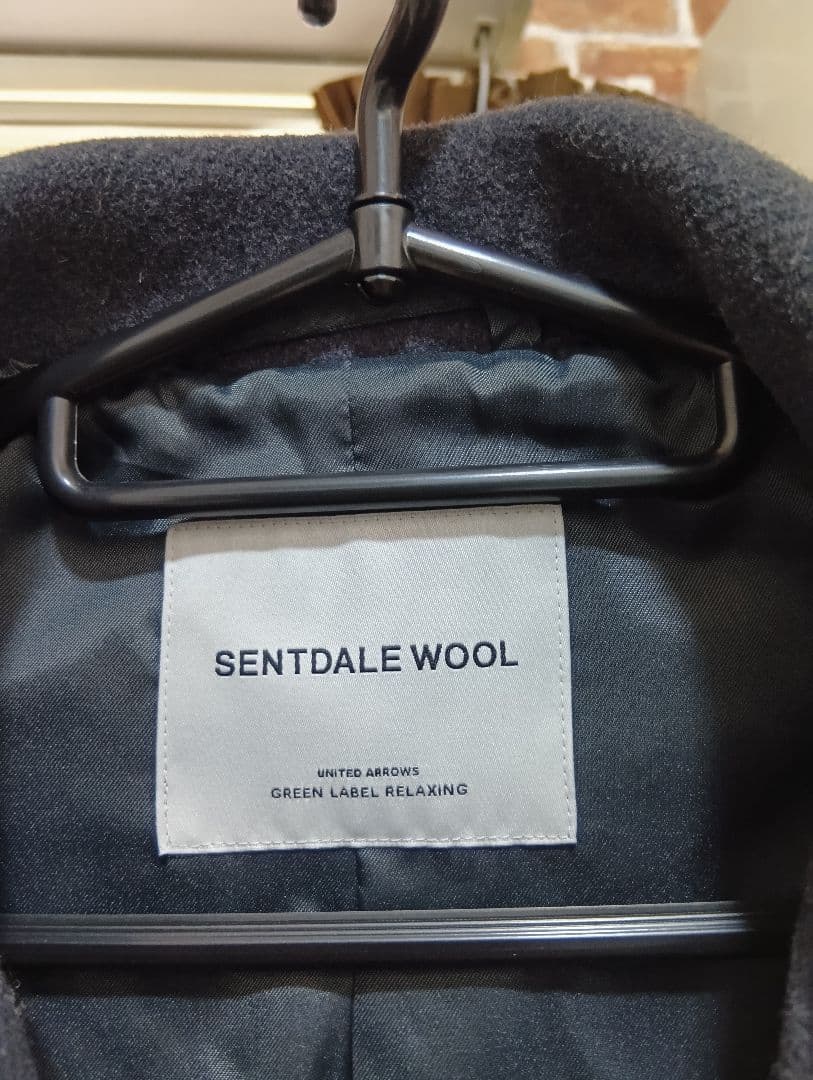 SENTDALE WOOL
UNITED ARROWS
GREEN LABEL RELAXING